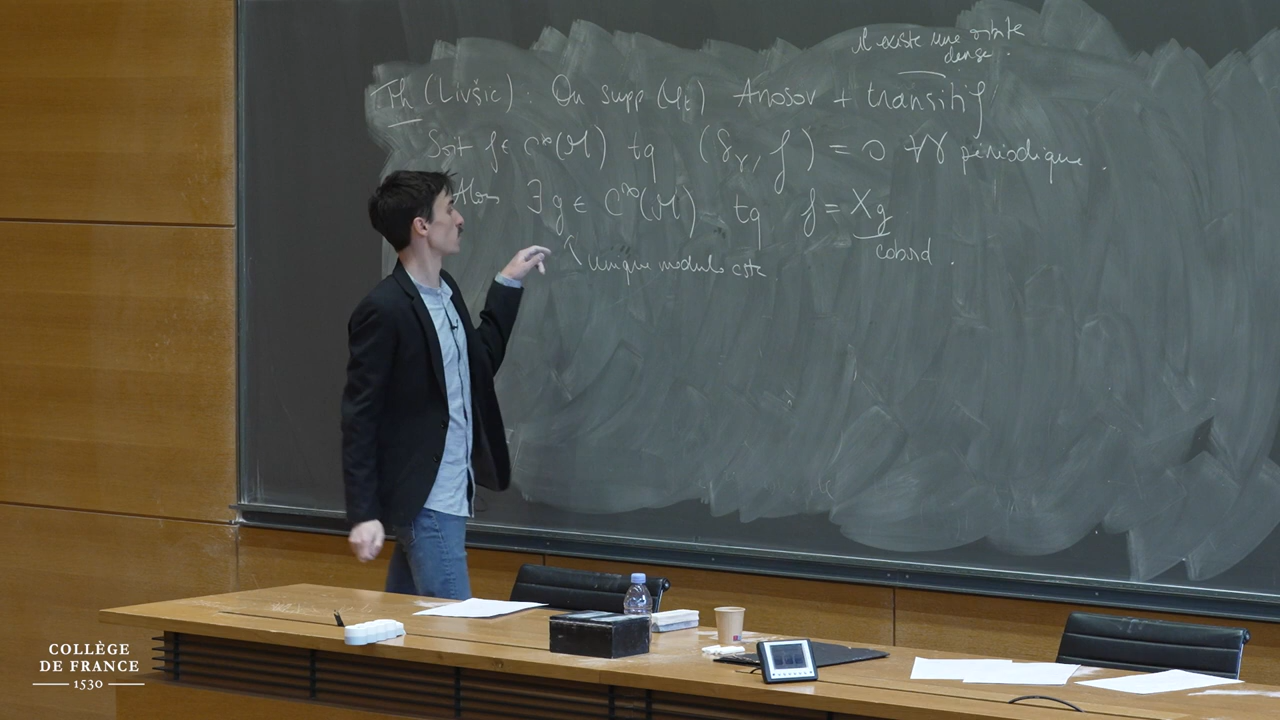 il existe une orbite
dense.
Th (Livšic) : On supp (φt) Anosov + transitif
Soit f ∈ C∞(M) tq (δγ, f) = 0 ∀γ périodique.
Alors ∃ g ∈ C∞(M) tq f = Xg
cobord.
↑ unique modulo cste
COLLÈGE
DE FRANCE
1530